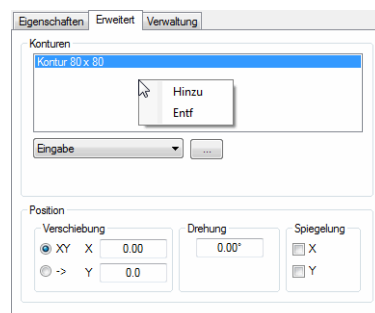 Eigenschaften Erweitert Verwaltung
Konturen
Kontur 80 x 80
Hinzu
Entf
Eingabe ...
Position
Verschiebung Drehung Spiegelung
XY X 0.00 0.00° X
-> Y 0.0 Y